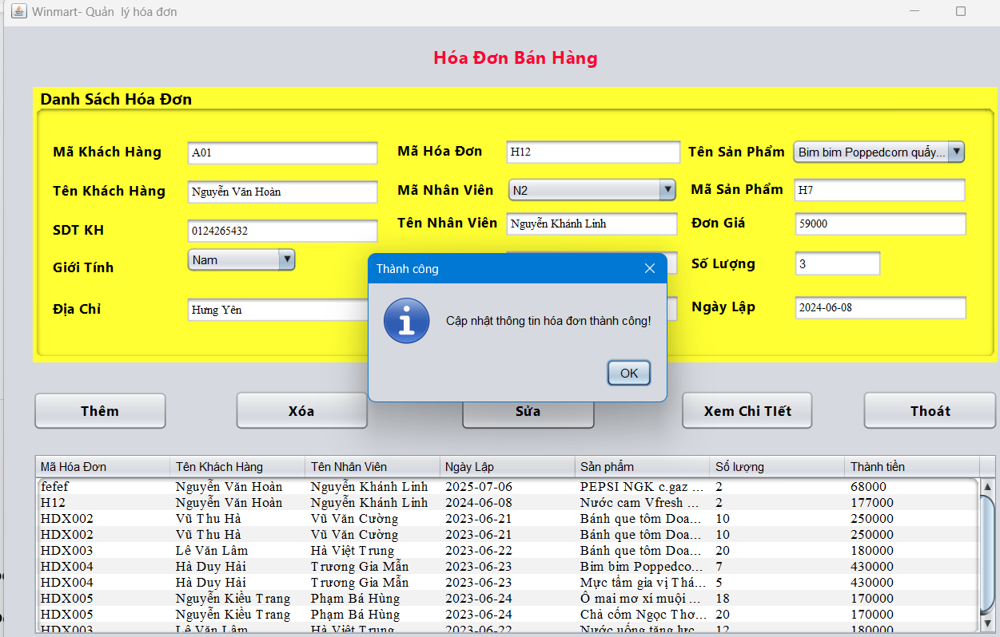 Winmart- Quản lý hóa đơn
Hóa Đơn Bán Hàng
Danh Sách Hóa Đơn
Mã Khách Hàng A01 Mã Hóa Đơn H12 Tên Sản Phẩm Bim bim Poppedcorn quẩy...
Tên Khách Hàng Nguyễn Văn Hoàn Mã Nhân Viên N2 Mã Sản Phẩm H7
SDT KH 0124265432 Tên Nhân Viên Nguyễn Khánh Linh Đơn Giá 59000
Giới Tính Nam Số Lượng 3
Địa Chỉ Hưng Yên Ngày Lập 2024-06-08
Thành công
Cập nhật thông tin hóa đơn thành công!
OK
Thêm Xóa Sửa Xem Chi TIết Thoát
Mã Hóa Đơn Tên Khách Hàng Tên Nhân Viên Ngày Lập Sản phẩm Số lượng Thành tiền
fefef Nguyễn Văn Hoàn Nguyễn Khánh Linh 2025-07-06 PEPSI NGK c.gaz ... 2 68000
H12 Nguyễn Văn Hoàn Nguyễn Khánh Linh 2024-06-08 Nước cam Vfresh ... 2 177000
HDX002 Vũ Thu Hà Vũ Văn Cường 2023-06-21 Bánh que tôm Doa... 10 250000
HDX002 Vũ Thu Hà Vũ Văn Cường 2023-06-21 Bánh que tôm Doa... 10 250000
HDX003 Lê Văn Lâm Hà Việt Trung 2023-06-22 Bánh que tôm Doa... 20 180000
HDX004 Hà Duy Hải Trương Gia Mẫn 2023-06-23 Bim bim Poppedco... 7 430000
HDX004 Hà Duy Hải Trương Gia Mẫn 2023-06-23 Mực tẩm gia vị Thá... 5 430000
HDX005 Nguyễn Kiều Trang Phạm Bá Hùng 2023-06-24 Ô mai mơ xí muội ... 18 170000
HDX005 Nguyễn Kiều Trang Phạm Bá Hùng 2023-06-24 Chả cốm Ngọc Thơ... 20 170000
HDX003 Lê Văn Lâm Hà Việt Trung 2023-06-22 Nước uống tăng lực 12 180000